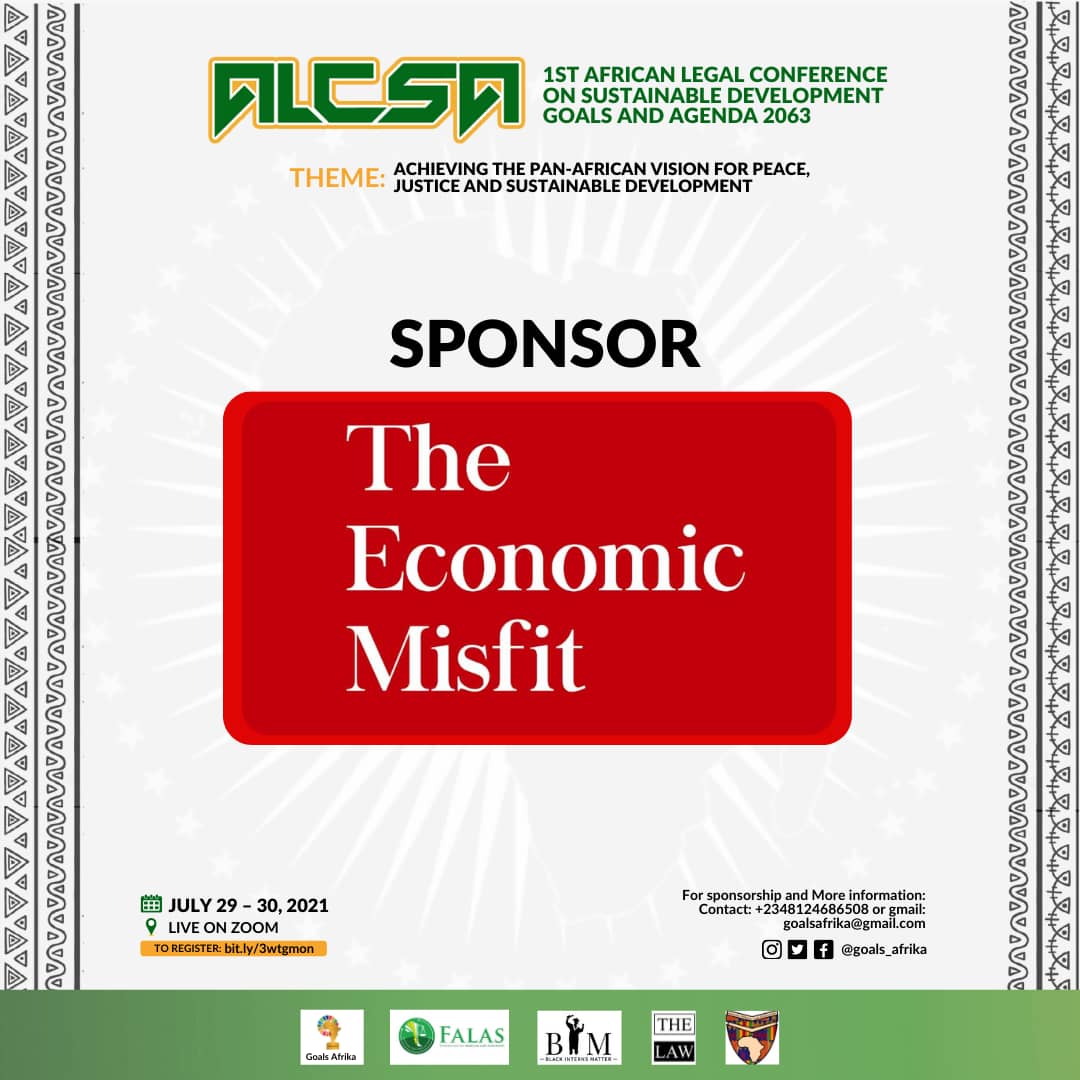 ALCSA
1ST AFRICAN LEGAL CONFERENCE
ON SUSTAINABLE DEVELOPMENT
GOALS AND AGENDA 2063
THEME: ACHIEVING THE PAN-AFRICAN VISION FOR PEACE,
JUSTICE AND SUSTAINABLE DEVELOPMENT
SPONSOR
The
Economic
Misfit
JULY 29 – 30, 2021
LIVE ON ZOOM
TO REGISTER: bit.ly/3wtgmon
For sponsorship and More information:
Contact: +2348124686508 or gmail:
goalsafrika@gmail.com
@goals_afrika
Goals Afrika
FALAS
B M
BLACK INTERNS MATTER
THE
LAW